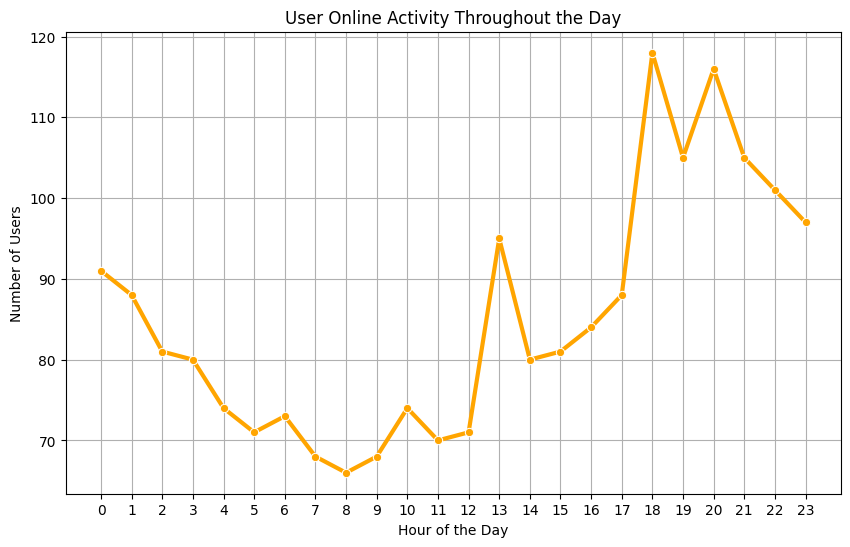 User Online Activity Throughout the Day
120
110
100
90
80
70
Number of Users
0 1 2 3 4 5 6 7 8 9 10 11 12 13 14 15 16 17 18 19 20 21 22 23
Hour of the Day